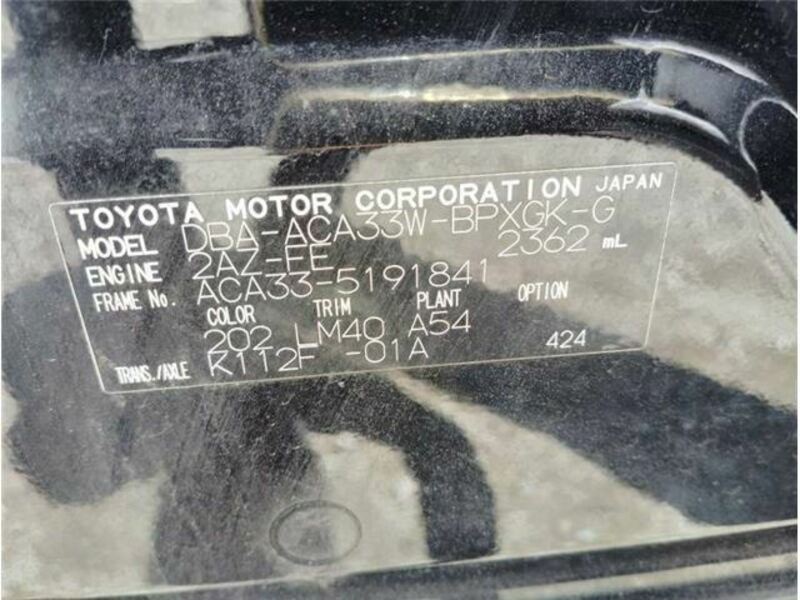 TOYOTA MOTOR CORPORATION JAPAN
MODEL DBA-ACA33W-BPXGK-G
ENGINE 2AZ-FE 2362 mL
FRAME No. ACA33-5191841
COLOR TRIM PLANT OPTION
202 LM40 A54
TRANS./AXLE K112F -01A 424